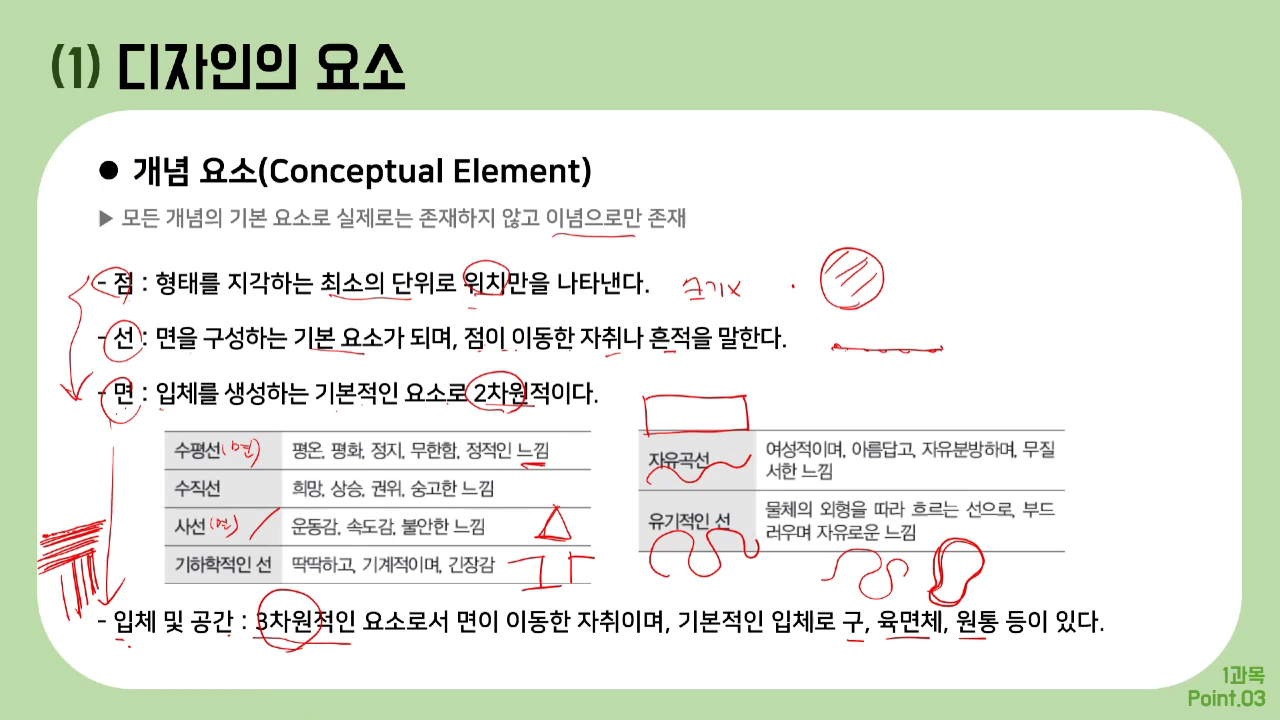 (1) 디자인의 요소
● 개념 요소(Conceptual Element)
▶ 모든 개념의 기본 요소로 실제로는 존재하지 않고 이념으로만 존재
- 점 : 형태를 지각하는 최소의 단위로 위치만을 나타낸다. 크기x
- 선 : 면을 구성하는 기본 요소가 되며, 점이 이동한 자취나 흔적을 말한다.
- 면 : 입체를 생성하는 기본적인 요소로 2차원적이다.
수평선(면) 평온, 평화, 정지, 무한함, 정적인 느낌
수직선 희망, 상승, 권위, 숭고한 느낌
사선(면) 운동감, 속도감, 불안한 느낌
기하학적인 선 딱딱하고, 기계적이며, 긴장감
자유곡선 여성적이며, 아름답고, 자유분방하며, 무질
서한 느낌
유기적인 선 물체의 외형을 따라 흐르는 선으로, 부드
러우며 자유로운 느낌
- 입체 및 공간 : 3차원적인 요소로서 면이 이동한 자취이며, 기본적인 입체로 구, 육면체, 원통 등이 있다.
1과목
Point.03